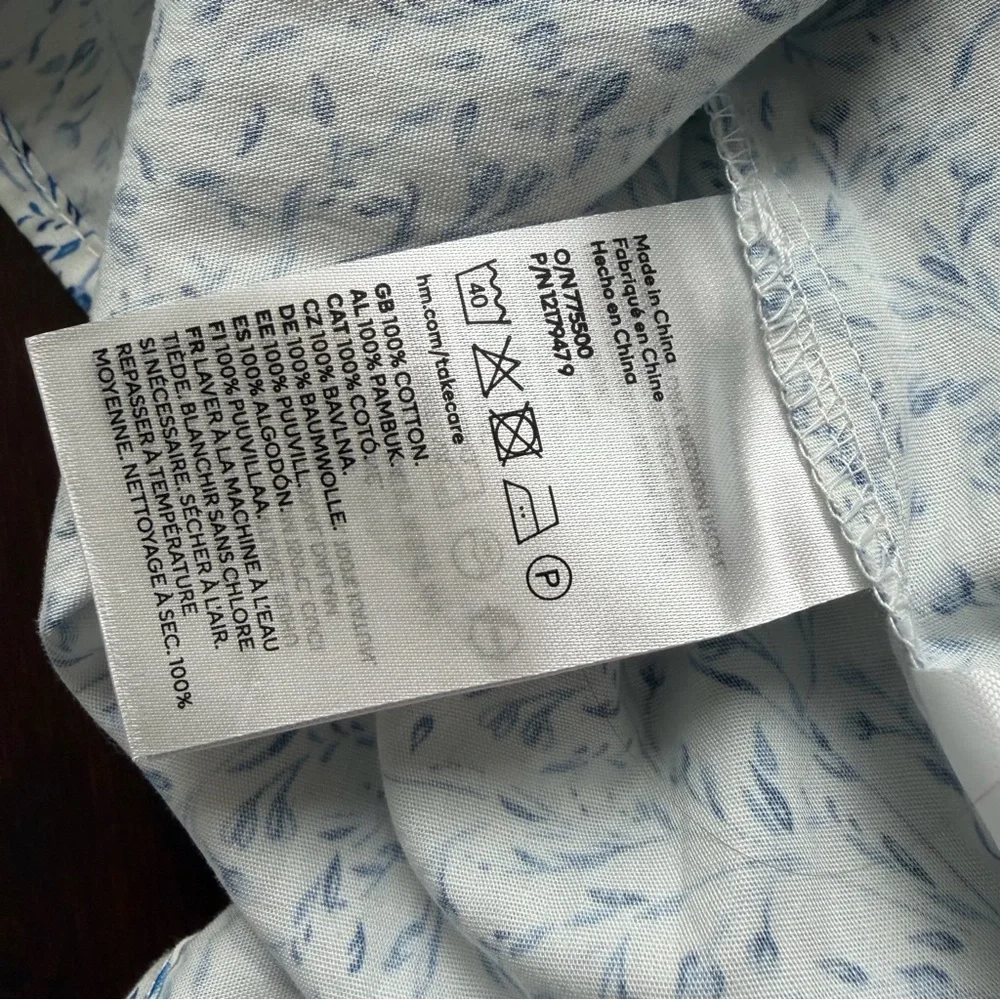 Made in China
Fabriqué en Chine
Hecho en China
O/N 775500
P/N 1217947 9
40
P
hm.com/takecare
GB 100% COTTON.
AL 100% PAMBUK.
CAT 100% COTÓ.
CZ 100% BAVLNA.
DE 100% BAUMWOLLE.
EE 100% PUUVILL.
ES 100% ALGODÓN.
FI 100% PUUVILLAA.
FR LAVER À LA MACHINE À L'EAU
TIÈDE. BLANCHIR SANS CHLORE
SI NÉCESSAIRE. SÉCHER À L'AIR.
REPASSER À TEMPÉRATURE
MOYENNE. NETTOYAGE À SEC. 100%